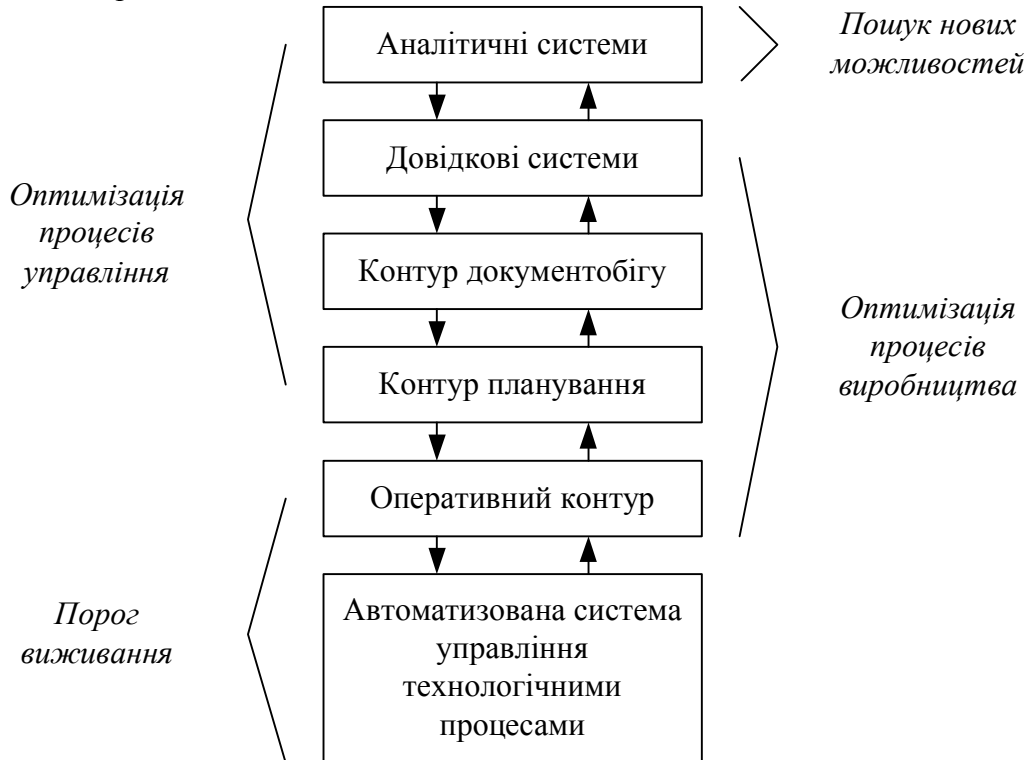 Аналітичні системи
Пошук нових
можливостей
Довідкові системи
Оптимізація
процесів
управління
Контур документобігу
Оптимізація
процесів
виробництва
Контур планування
Оперативний контур
Порог
виживання
Автоматизована система
управління
технологічними
процесами